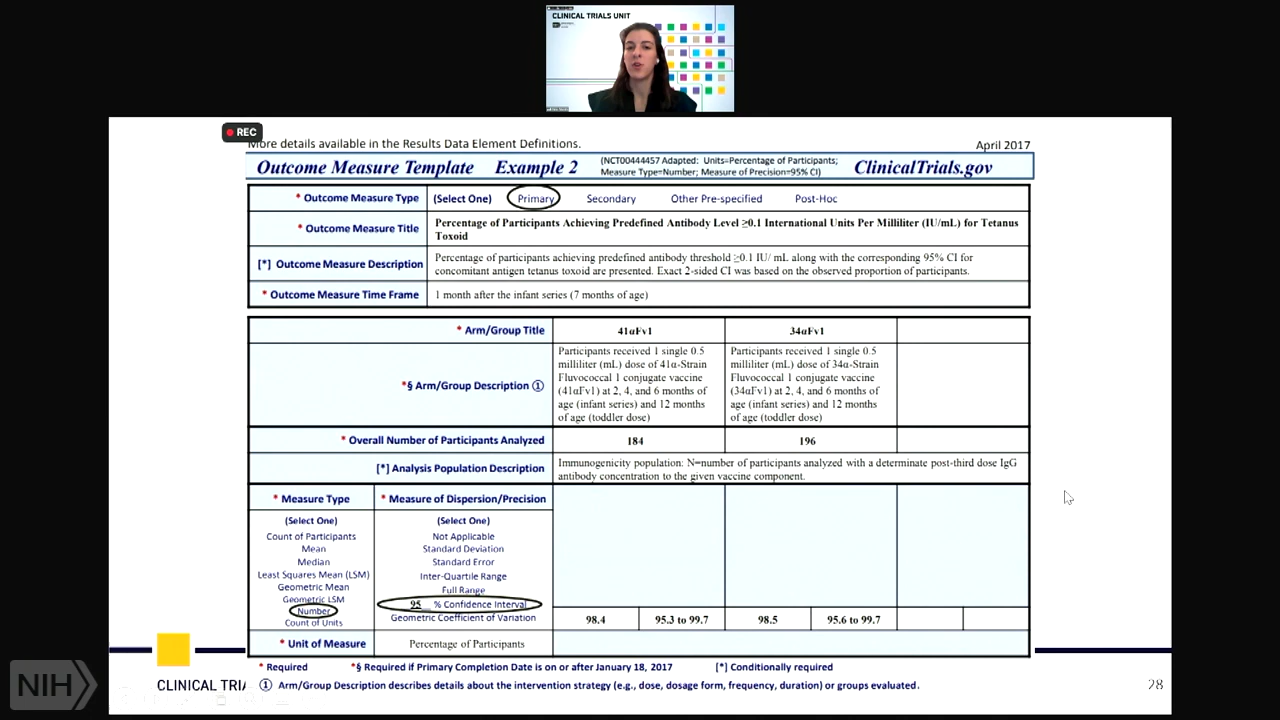 CLINICAL TRIALS UNIT
REC
More details available in the Results Data Element Definitions.
April 2017
Outcome Measure Template Example 2
(NCT00444457 Adapted: Units=Percentage of Participants;
Measure Type=Number; Measure of Precision=95% CI)
ClinicalTrials.gov
* Outcome Measure Type
(Select One) Primary Secondary Other Pre-specified Post-Hoc
* Outcome Measure Title
Percentage of Participants Achieving Predefined Antibody Level ≥0.1 International Units Per Milliliter (IU/mL) for Tetanus
Toxoid
[*] Outcome Measure Description
Percentage of participants achieving predefined antibody threshold ≥0.1 IU/ mL along with the corresponding 95% CI for
concomitant antigen tetanus toxoid are presented. Exact 2-sided CI was based on the observed proportion of participants.
* Outcome Measure Time Frame
1 month after the infant series (7 months of age)
* Arm/Group Title
41αFv1
34αFv1
*§ Arm/Group Description ①
Participants received 1 single 0.5
milliliter (mL) dose of 41α-Strain
Fluvococcal 1 conjugate vaccine
(41αFv1) at 2, 4, and 6 months of
age (infant series) and 12 months
of age (toddler dose)
Participants received 1 single 0.5
milliliter (mL) dose of 34α-Strain
Fluvococcal 1 conjugate vaccine
(34αFv1) at 2, 4, and 6 months of
age (infant series) and 12 months
of age (toddler dose)
* Overall Number of Participants Analyzed
184
196
[*] Analysis Population Description
Immunogenicity population: N=number of participants analyzed with a determinate post-third dose IgG
antibody concentration to the given vaccine component.
* Measure Type
(Select One)
Count of Participants
Mean
Median
Least Squares Mean (LSM)
Geometric Mean
Geometric LSM
Number
Count of Units
* Measure of Dispersion/Precision
(Select One)
Not Applicable
Standard Deviation
Standard Error
Inter-Quartile Range
Full Range
95 % Confidence Interval
Geometric Coefficient of Variation
98.4
95.3 to 99.7
98.5
95.6 to 99.7
* Unit of Measure
Percentage of Participants
* Required *§ Required if Primary Completion Date is on or after January 18, 2017 [*] Conditionally required
① Arm/Group Description describes details about the intervention strategy (e.g., dose, dosage form, frequency, duration) or groups evaluated.
CLINICAL TRIA
28
NIH